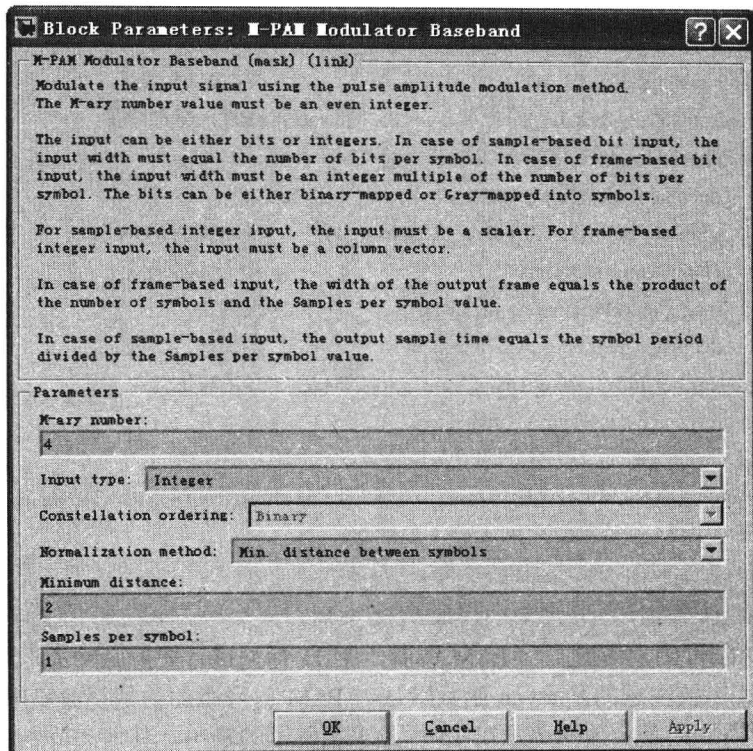 Block Parameters: M-PAM Modulator Baseband
M-PAM Modulator Baseband (mask) (link)
Modulate the input signal using the pulse amplitude modulation method.
The M-ary number value must be an even integer.
The input can be either bits or integers. In case of sample-based bit input, the
input width must equal the number of bits per symbol. In case of frame-based bit
input, the input width must be an integer multiple of the number of bits per
symbol. The bits can be either binary-mapped or Gray-mapped into symbols.
For sample-based integer input, the input must be a scalar. For frame-based
integer input, the input must be a column vector.
In case of frame-based input, the width of the output frame equals the product of
the number of symbols and the Samples per symbol value.
In case of sample-based input, the output sample time equals the symbol period
divided by the Samples per symbol value.
Parameters
M-ary number:
4
Input type: Integer
Constellation ordering: Binary
Normalization method: Min. distance between symbols
Minimum distance:
2
Samples per symbol:
1
OK Cancel Help Apply